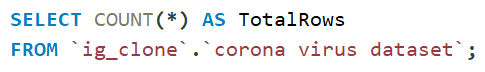 SELECT COUNT(*) AS TotalRows
FROM `ig_clone`.`corona virus dataset`;